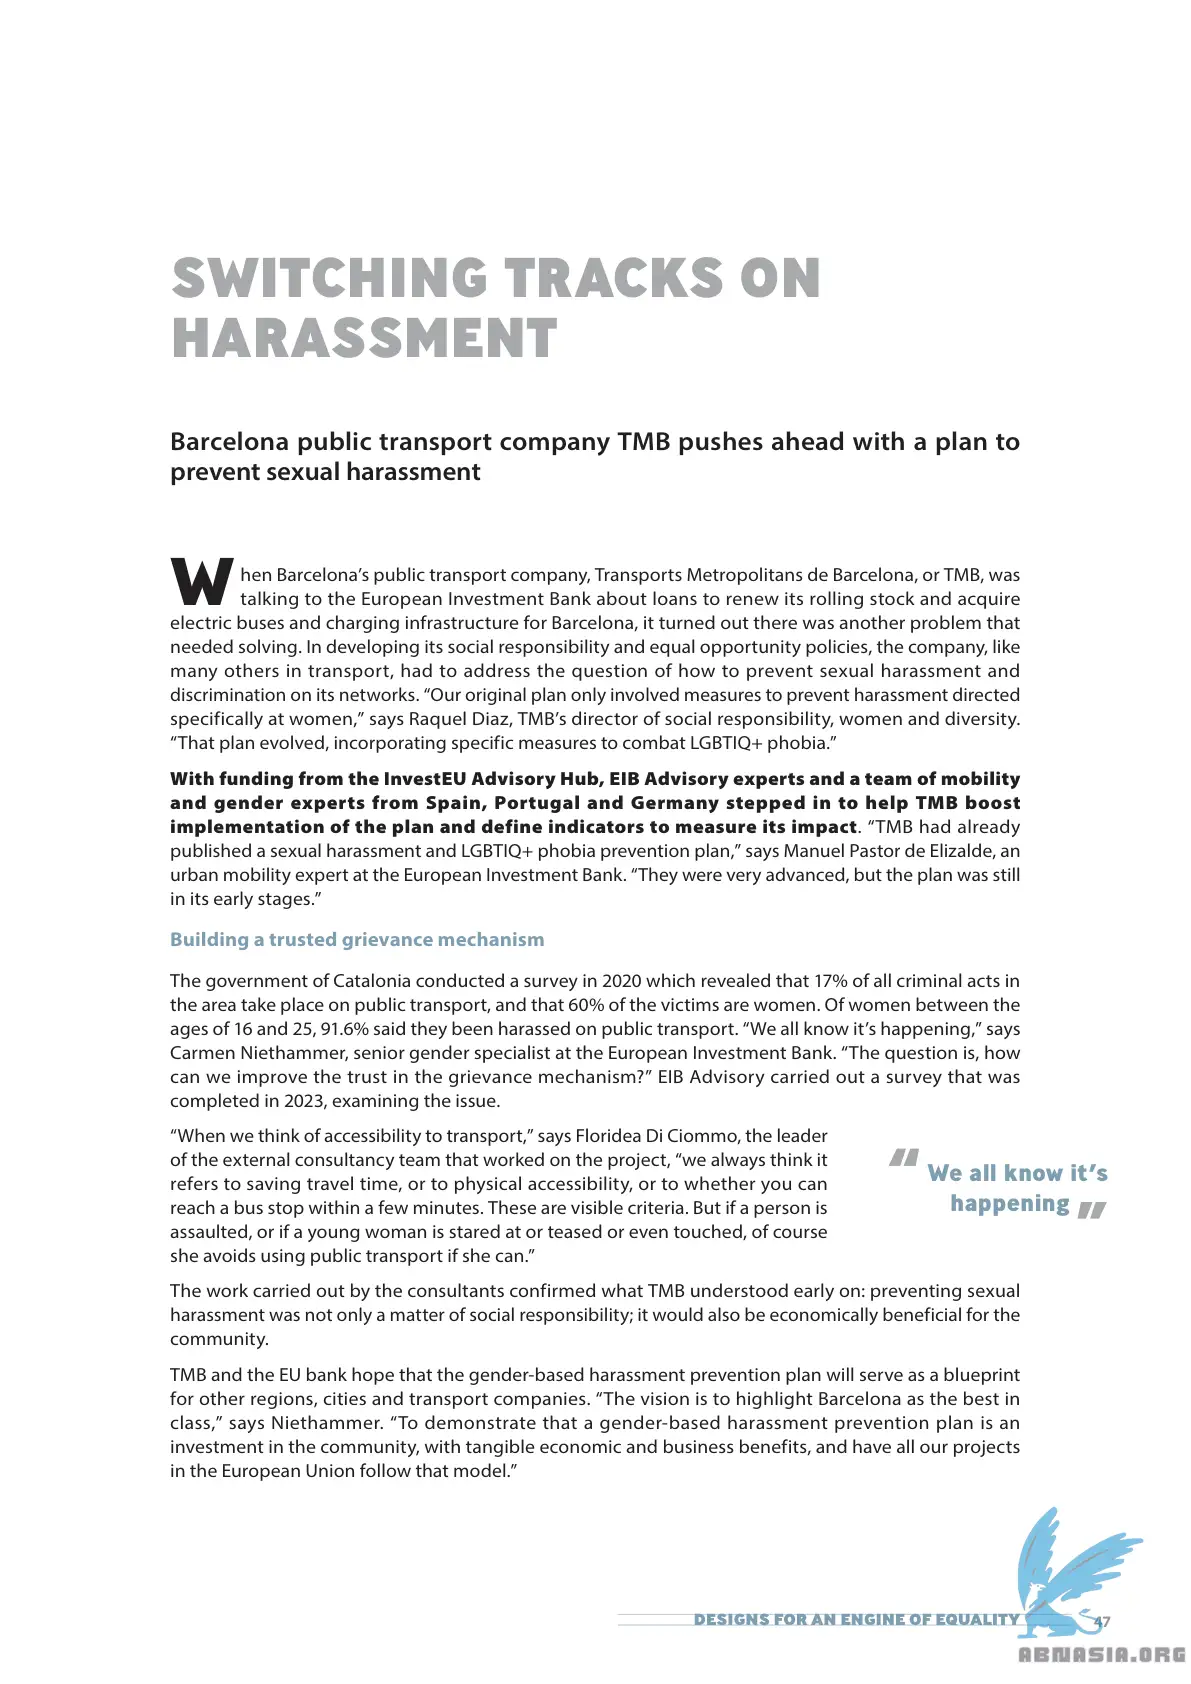 SWITCHING TRACKS ON
HARASSMENT
Barcelona public transport company TMB pushes ahead with a plan to
prevent sexual harassment
When Barcelona’s public transport company, Transports Metropolitans de Barcelona, or TMB, was
talking to the European Investment Bank about loans to renew its rolling stock and acquire
electric buses and charging infrastructure for Barcelona, it turned out there was another problem that
needed solving. In developing its social responsibility and equal opportunity policies, the company, like
many others in transport, had to address the question of how to prevent sexual harassment and
discrimination on its networks. “Our original plan only involved measures to prevent harassment directed
specifically at women,” says Raquel Diaz, TMB’s director of social responsibility, women and diversity.
“That plan evolved, incorporating specific measures to combat LGBTIQ+ phobia.”
With funding from the InvestEU Advisory Hub, EIB Advisory experts and a team of mobility
and gender experts from Spain, Portugal and Germany stepped in to help TMB boost
implementation of the plan and define indicators to measure its impact. “TMB had already
published a sexual harassment and LGBTIQ+ phobia prevention plan,” says Manuel Pastor de Elizalde, an
urban mobility expert at the European Investment Bank. “They were very advanced, but the plan was still
in its early stages.”
Building a trusted grievance mechanism
The government of Catalonia conducted a survey in 2020 which revealed that 17% of all criminal acts in
the area take place on public transport, and that 60% of the victims are women. Of women between the
ages of 16 and 25, 91.6% said they been harassed on public transport. “We all know it’s happening,” says
Carmen Niethammer, senior gender specialist at the European Investment Bank. “The question is, how
can we improve the trust in the grievance mechanism?” EIB Advisory carried out a survey that was
completed in 2023, examining the issue.
“When we think of accessibility to transport,” says Floridea Di Ciommo, the leader
of the external consultancy team that worked on the project, “we always think it
refers to saving travel time, or to physical accessibility, or to whether you can
reach a bus stop within a few minutes. These are visible criteria. But if a person is
assaulted, or if a young woman is stared at or teased or even touched, of course
she avoids using public transport if she can.”
“ We all know it’s
happening ”
The work carried out by the consultants confirmed what TMB understood early on: preventing sexual
harassment was not only a matter of social responsibility; it would also be economically beneficial for the
community.
TMB and the EU bank hope that the gender-based harassment prevention plan will serve as a blueprint
for other regions, cities and transport companies. “The vision is to highlight Barcelona as the best in
class,” says Niethammer. “To demonstrate that a gender-based harassment prevention plan is an
investment in the community, with tangible economic and business benefits, and have all our projects
in the European Union follow that model.”
DESIGNS FOR AN ENGINE OF EQUALITY 47
ABNASIA.ORG